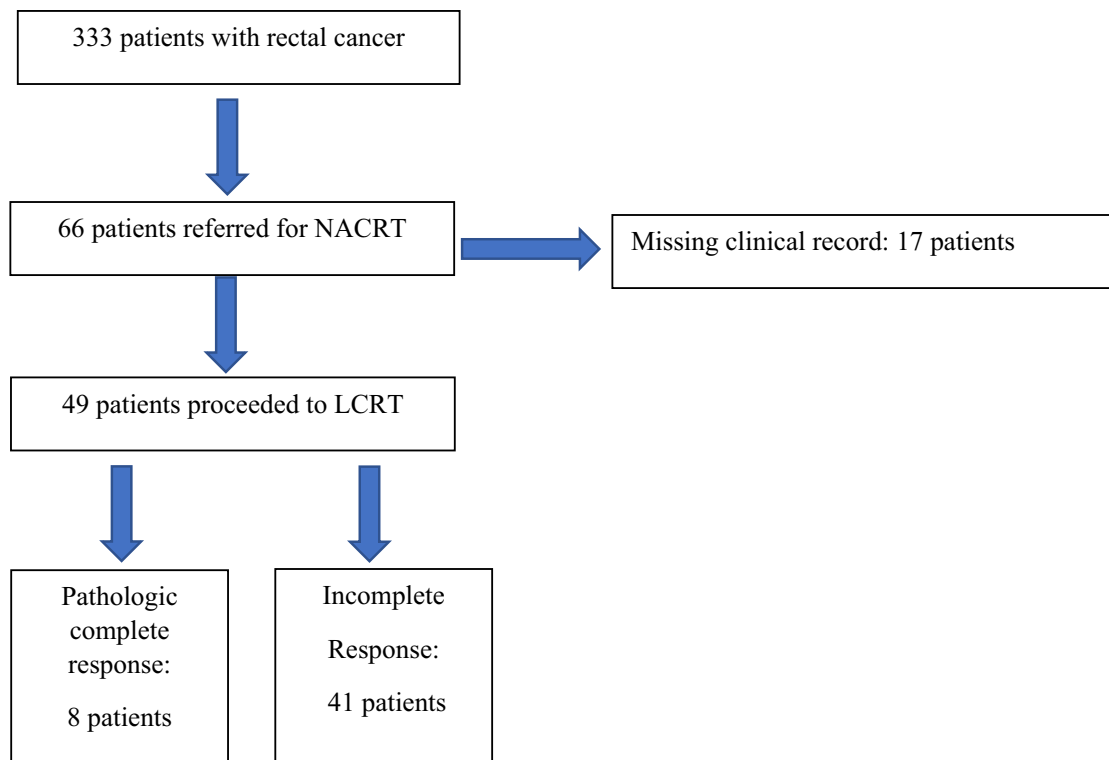 333 patients with rectal cancer
66 patients referred for NACRT
Missing clinical record: 17 patients
49 patients proceeded to LCRT
Pathologic
complete
response:
8 patients
Incomplete
Response:
41 patients